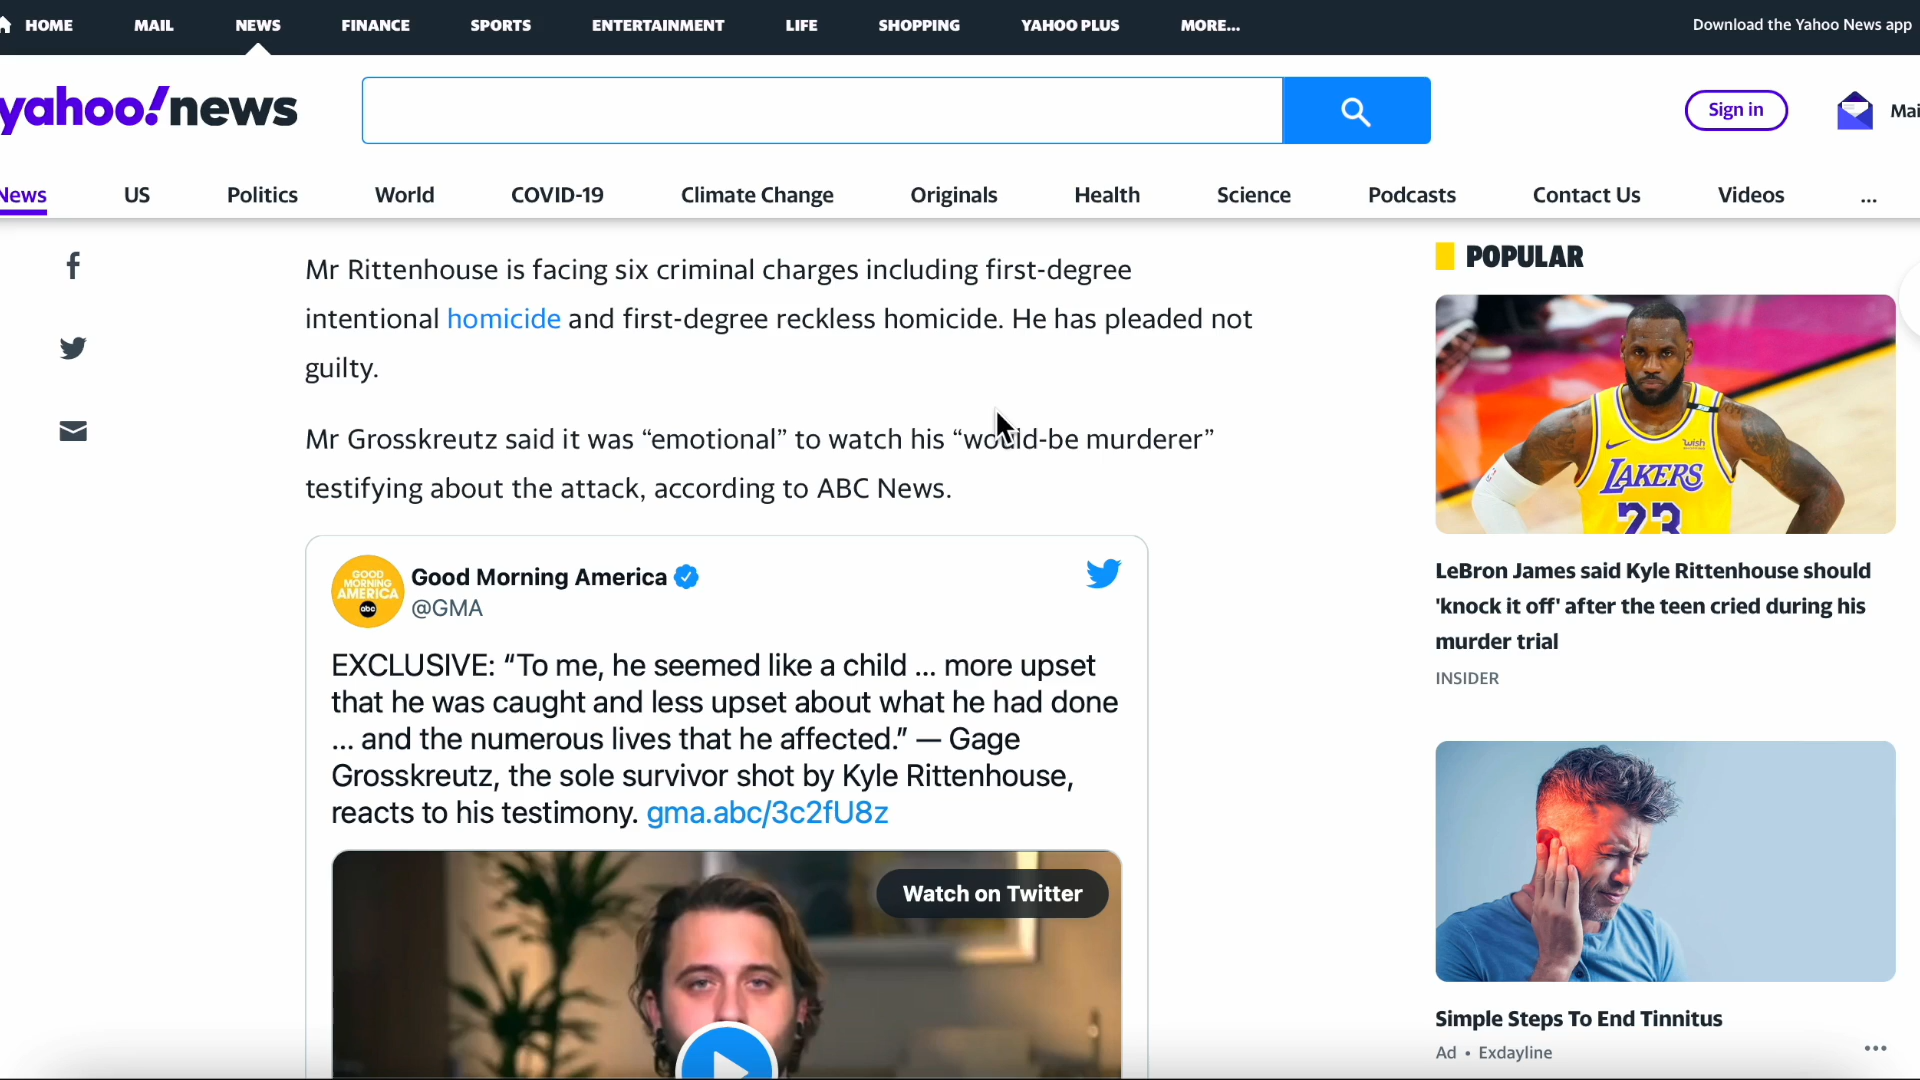 HOME MAIL NEWS FINANCE SPORTS ENTERTAINMENT LIFE SHOPPING YAHOO PLUS MORE... Download the Yahoo News app
yahoo!news
Sign in
Mai
News US Politics World COVID-19 Climate Change Originals Health Science Podcasts Contact Us Videos ...
Mr Rittenhouse is facing six criminal charges including first-degree
intentional homicide and first-degree reckless homicide. He has pleaded not
guilty.
Mr Grosskreutz said it was “emotional” to watch his “would-be murderer”
testifying about the attack, according to ABC News.
GOOD
MORNING
AMERICA
abc
Good Morning America
@GMA
EXCLUSIVE: “To me, he seemed like a child ... more upset
that he was caught and less upset about what he had done
... and the numerous lives that he affected.” — Gage
Grosskreutz, the sole survivor shot by Kyle Rittenhouse,
reacts to his testimony. gma.abc/3c2fU8z
Watch on Twitter
POPULAR
wish
LAKERS
23
LeBron James said Kyle Rittenhouse should
'knock it off' after the teen cried during his
murder trial
INSIDER
Simple Steps To End Tinnitus
Ad • Exdayline